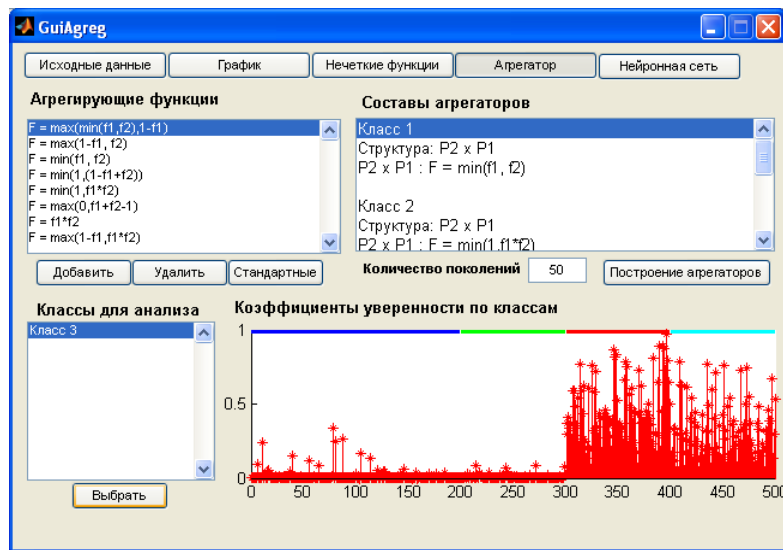 GuiAgreg
Исходные данные
График
Нечеткие функции
Агрегатор
Нейронная сеть
Агрегирующие функции
F = max(min(f1,f2),1-f1)
F = max(1-f1, f2)
F = min(f1, f2)
F = min(1,(1-f1+f2))
F = min(1,f1*f2)
F = max(0,f1+f2-1)
F = f1*f2
F = max(1-f1,f1*f2)
Добавить
Удалить
Стандартные
Составы агрегаторов
Класс 1
Структура: P2 x P1
P2 x P1 : F = min(f1, f2)
Класс 2
Структура: P2 x P1
P2 x P1 : F = min(1,f1*f2)
Количество поколений
50
Построение агрегаторов
Классы для анализа
Класс 3
Выбрать
Коэффициенты уверенности по классам
1
0.5
0
0 50 100 150 200 250 300 350 400 450 500